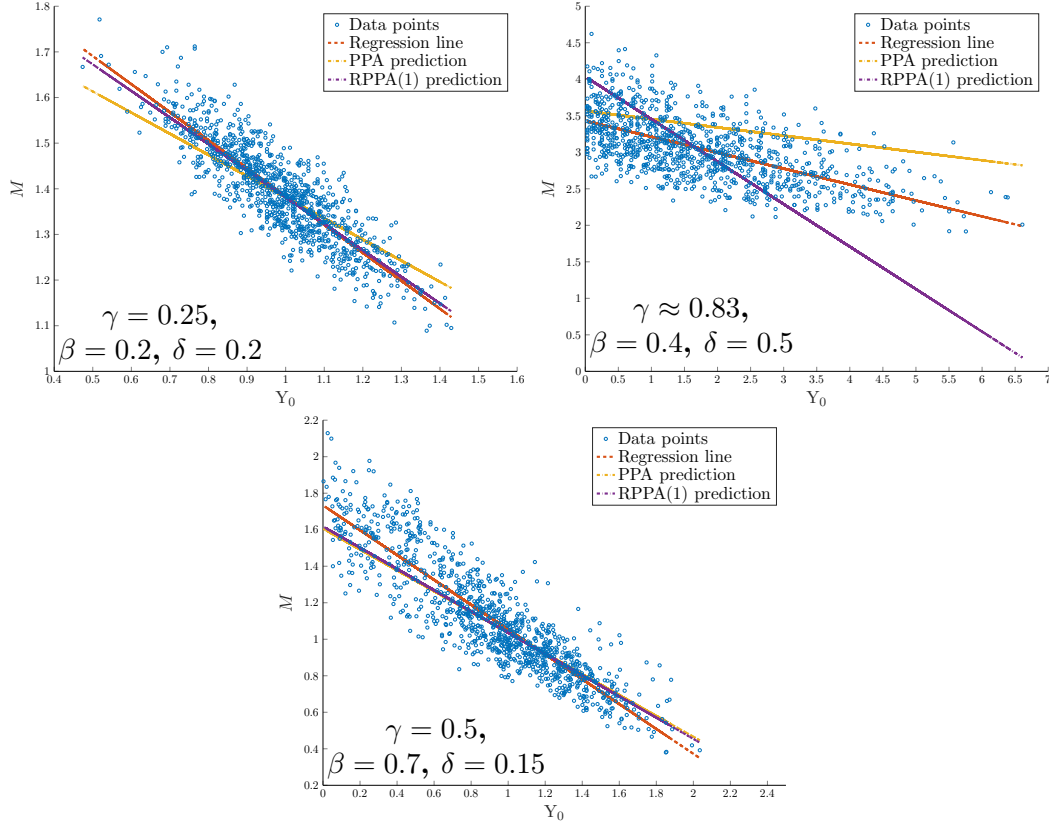 1.8
1.7
1.6
1.5
1.4
1.3
1.2
1.1
1
M
0.4 0.5 0.6 0.7 0.8 0.9 1 1.1 1.2 1.3 1.4 1.5 1.6
Y₀
Data points
Regression line
PPA prediction
RPPA(1) prediction
γ = 0.25,
β = 0.2, δ = 0.2
5
4.5
4
3.5
3
2.5
2
1.5
1
0.5
0
M
0 0.5 1 1.5 2 2.5 3 3.5 4 4.5 5 5.5 6 6.5 7
Y₀
Data points
Regression line
PPA prediction
RPPA(1) prediction
γ ≈ 0.83,
β = 0.4, δ = 0.5
2.2
2
1.8
1.6
1.4
1.2
1
0.8
0.6
0.4
0.2
M
0 0.2 0.4 0.6 0.8 1 1.2 1.4 1.6 1.8 2 2.2 2.4
Y₀
Data points
Regression line
PPA prediction
RPPA(1) prediction
γ = 0.5,
β = 0.7, δ = 0.15